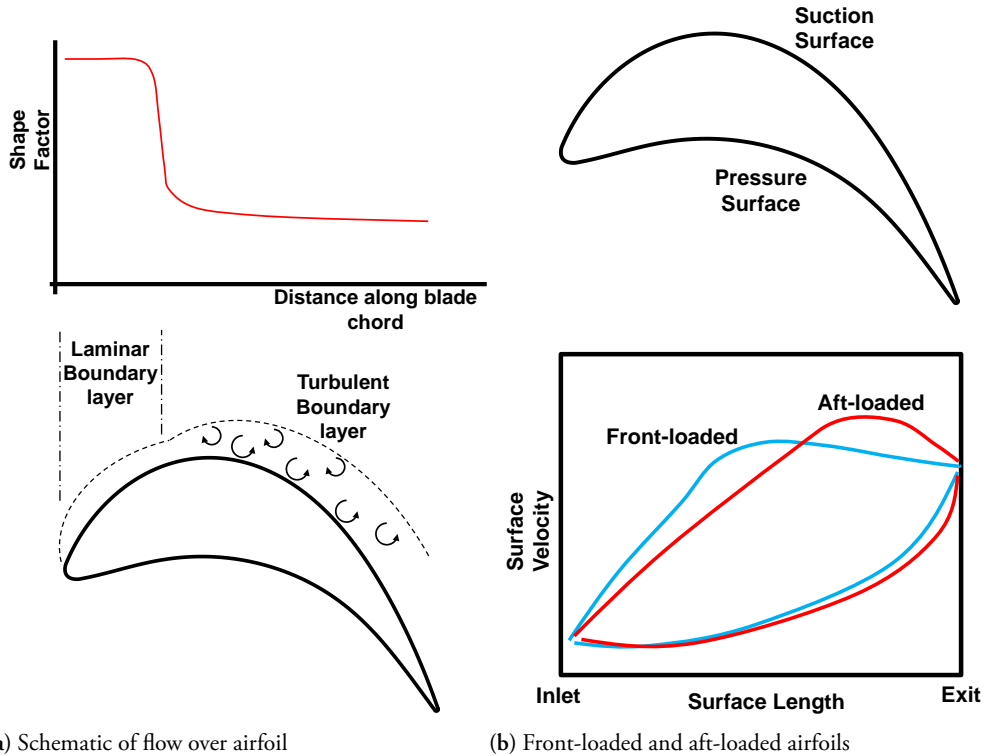 Shape
Factor
Distance along blade
chord
Laminar
Boundary
layer
Turbulent
Boundary
layer
) Schematic of flow over airfoil
Suction
Surface
Pressure
Surface
Front-loaded
Aft-loaded
Surface
Velocity
Inlet
Surface Length
Exit
(b) Front-loaded and aft-loaded airfoils